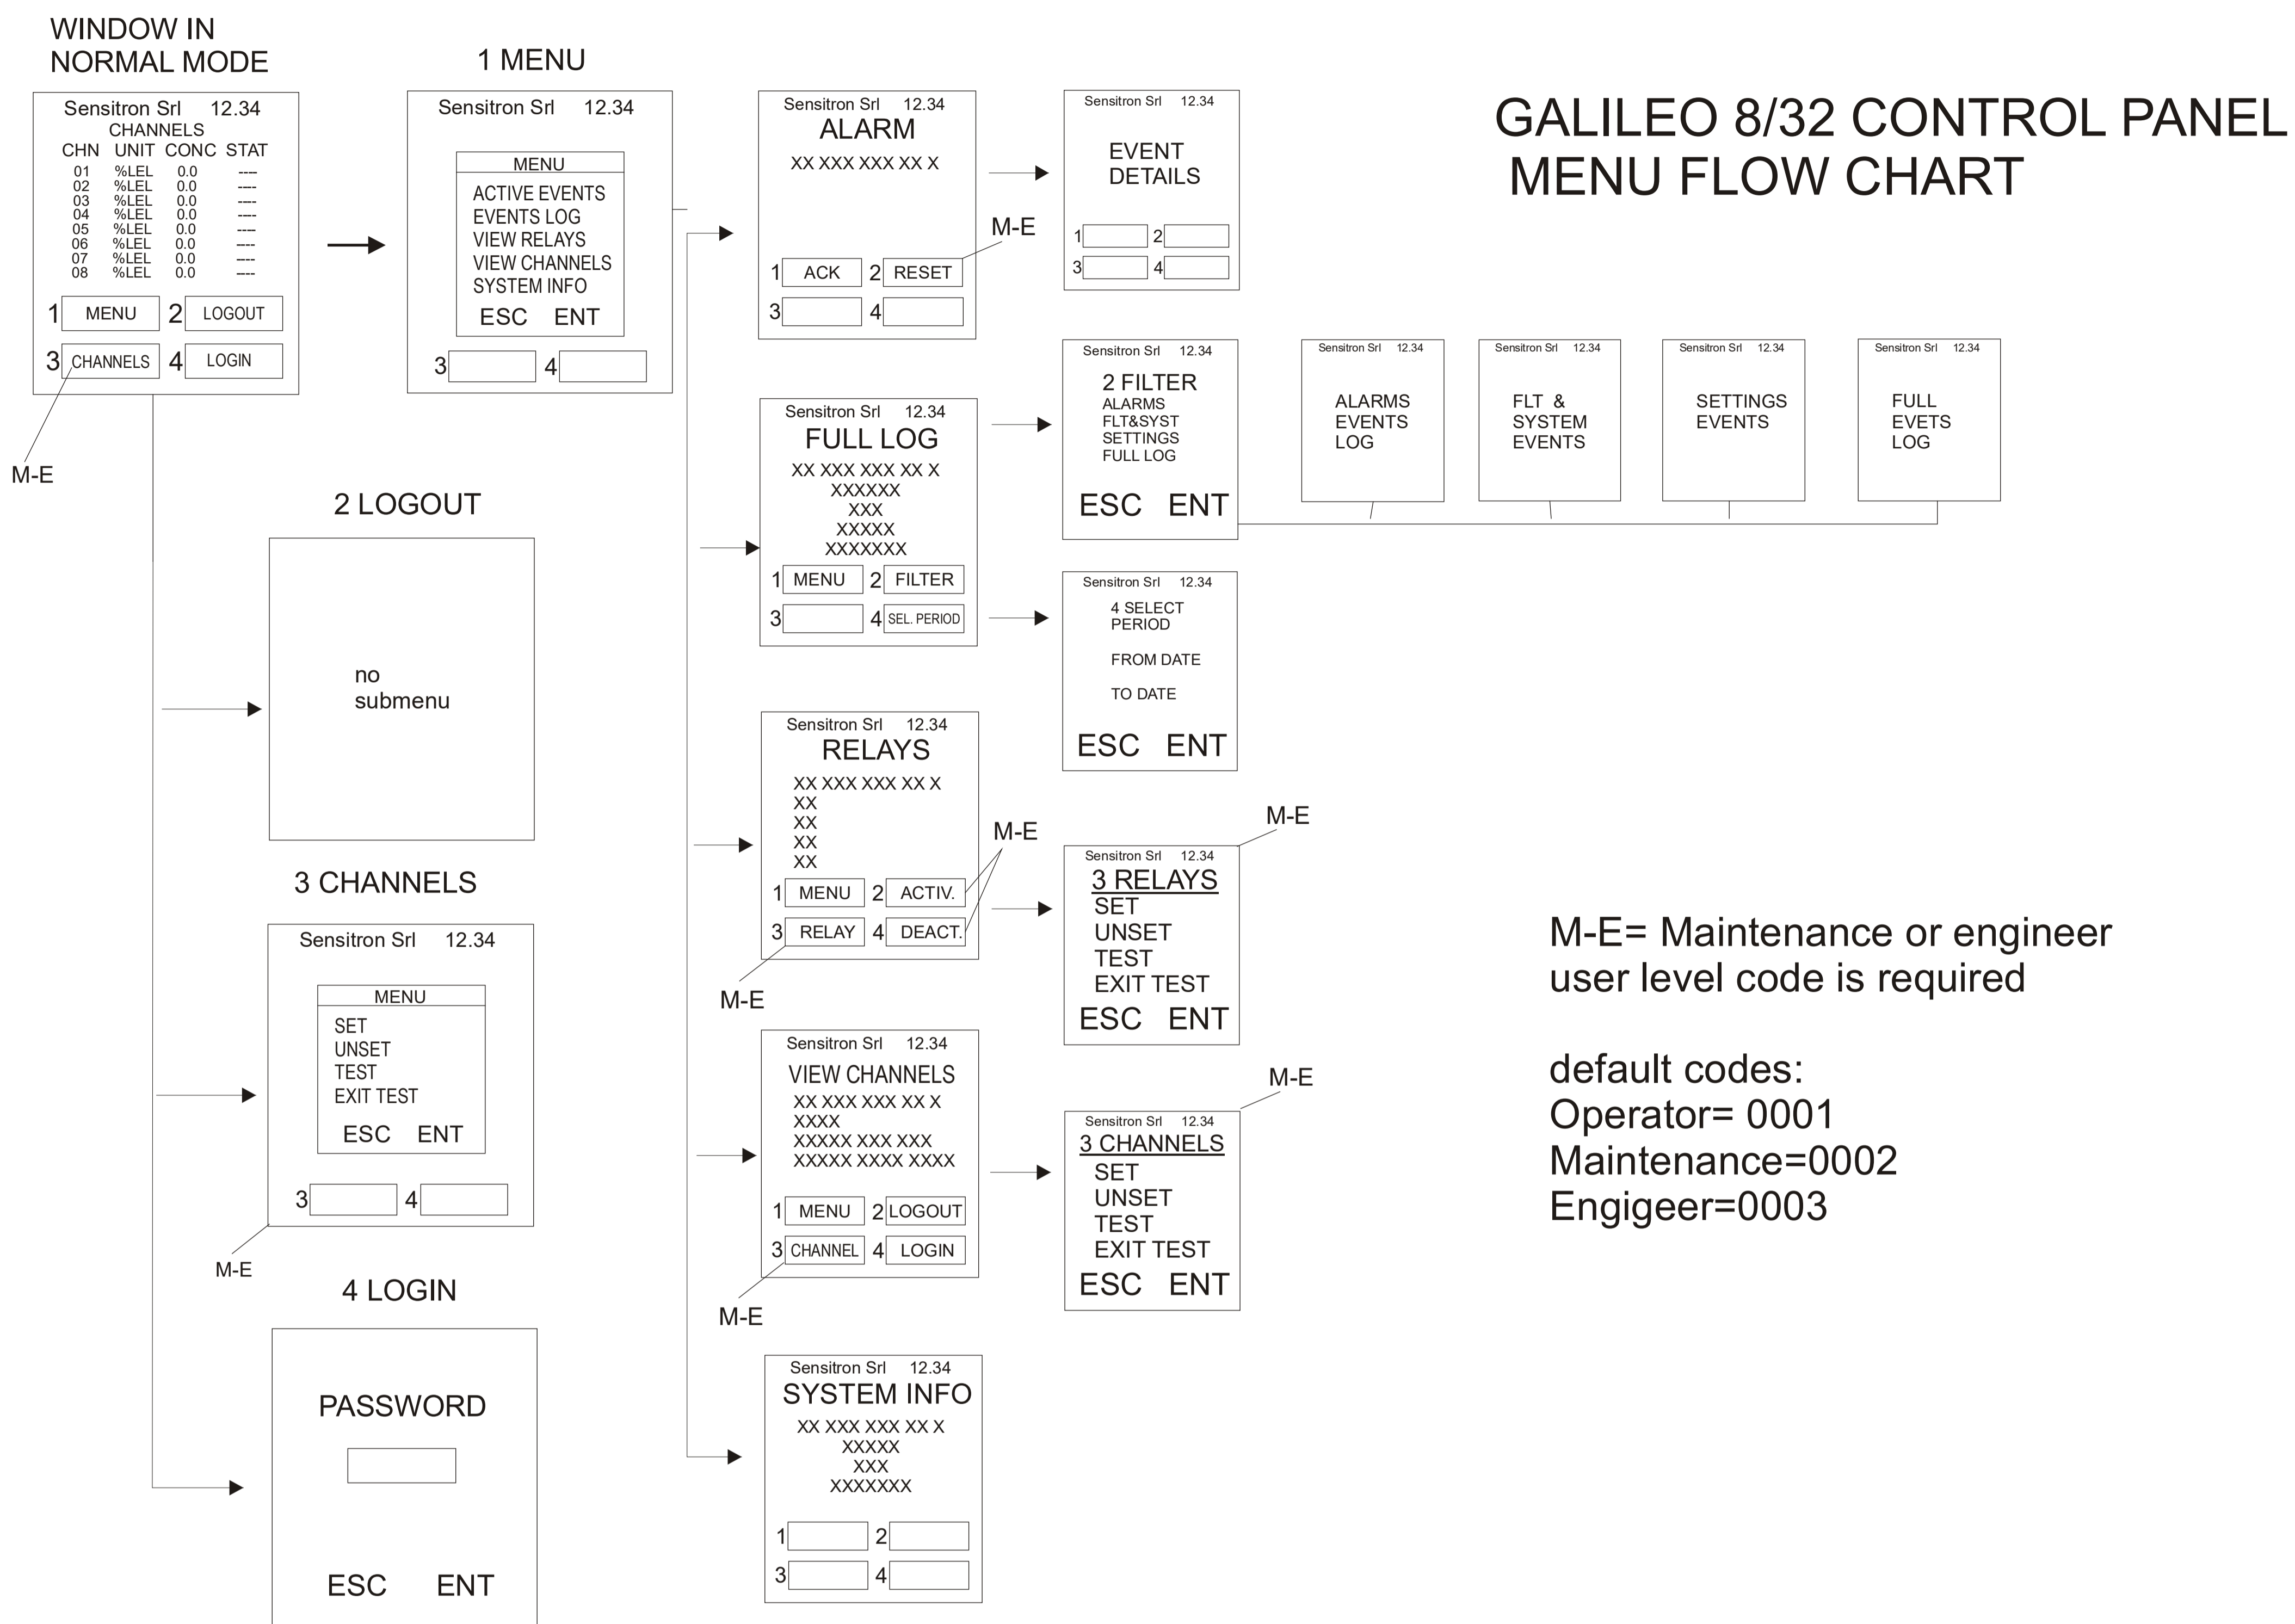 WINDOW IN
NORMAL MODE
Sensitron Srl 12.34
CHANNELS
CHN UNIT CONC STAT
01 %LEL 0.0 ----
02 %LEL 0.0 ----
03 %LEL 0.0 ----
04 %LEL 0.0 ----
05 %LEL 0.0 ----
06 %LEL 0.0 ----
07 %LEL 0.0 ----
08 %LEL 0.0 ----
1 MENU 2 LOGOUT
3 CHANNELS 4 LOGIN
M-E
1 MENU
Sensitron Srl 12.34
MENU
ACTIVE EVENTS
EVENTS LOG
VIEW RELAYS
VIEW CHANNELS
SYSTEM INFO
ESC ENT
3 4
2 LOGOUT
no
submenu
3 CHANNELS
Sensitron Srl 12.34
MENU
SET
UNSET
TEST
EXIT TEST
ESC ENT
3 4
M-E
4 LOGIN
PASSWORD
ESC ENT
Sensitron Srl 12.34
ALARM
XX XXX XXX XX X
1 ACK 2 RESET
3 4
M-E
Sensitron Srl 12.34
EVENT
DETAILS
1 2
3 4
Sensitron Srl 12.34
FULL LOG
XX XXX XXX XX X
XXXXXX
XXX
XXXXX
XXXXXXX
1 MENU 2 FILTER
3 4 SEL. PERIOD
Sensitron Srl 12.34
2 FILTER
ALARMS
FLT&SYST
SETTINGS
FULL LOG
ESC ENT
Sensitron Srl 12.34
ALARMS
EVENTS
LOG
Sensitron Srl 12.34
FLT &
SYSTEM
EVENTS
Sensitron Srl 12.34
SETTINGS
EVENTS
Sensitron Srl 12.34
FULL
EVETS
LOG
Sensitron Srl 12.34
4 SELECT
PERIOD
FROM DATE
TO DATE
ESC ENT
Sensitron Srl 12.34
RELAYS
XX XXX XXX XX X
XX
XX
XX
XX
1 MENU 2 ACTIV.
3 RELAY 4 DEACT.
M-E
M-E
M-E
Sensitron Srl 12.34
3 RELAYS
SET
UNSET
TEST
EXIT TEST
ESC ENT
Sensitron Srl 12.34
VIEW CHANNELS
XX XXX XXX XX X
XXXX
XXXXX XXX XXX
XXXXX XXXX XXXX
1 MENU 2 LOGOUT
3 CHANNEL 4 LOGIN
M-E
M-E
Sensitron Srl 12.34
3 CHANNELS
SET
UNSET
TEST
EXIT TEST
ESC ENT
Sensitron Srl 12.34
SYSTEM INFO
XX XXX XXX XX X
XXXXX
XXX
XXXXXXX
1 2
3 4
GALILEO 8/32 CONTROL PANEL
MENU FLOW CHART
M-E= Maintenance or engineer
user level code is required
default codes:
Operator= 0001
Maintenance=0002
Engigeer=0003